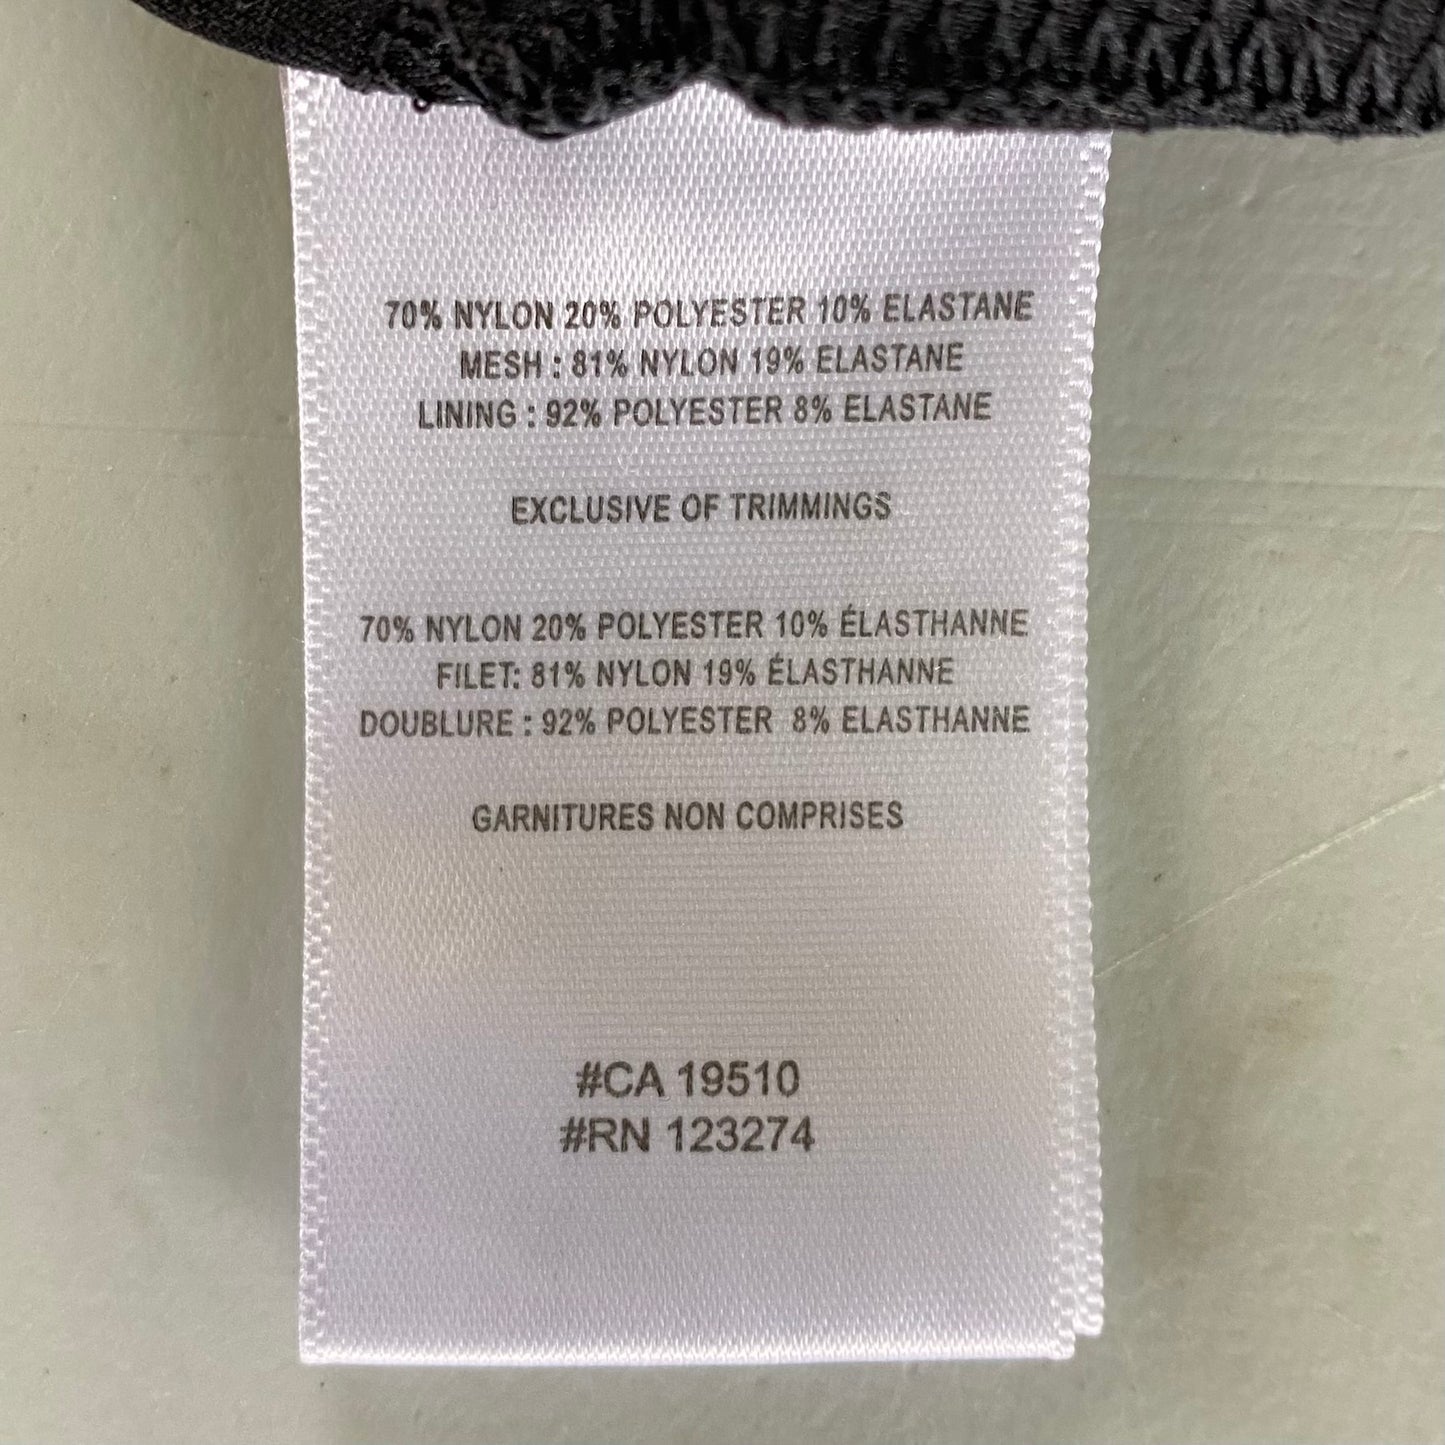 70% NYLON 20% POLYESTER 10% ELASTANE
MESH : 81% NYLON 19% ELASTANE
LINING : 92% POLYESTER 8% ELASTANE
EXCLUSIVE OF TRIMMINGS
70% NYLON 20% POLYESTER 10% ÉLASTHANNE
FILET: 81% NYLON 19% ÉLASTHANNE
DOUBLURE : 92% POLYESTER 8% ELASTHANNE
GARNITURES NON COMPRISES
#CA 19510
#RN 123274